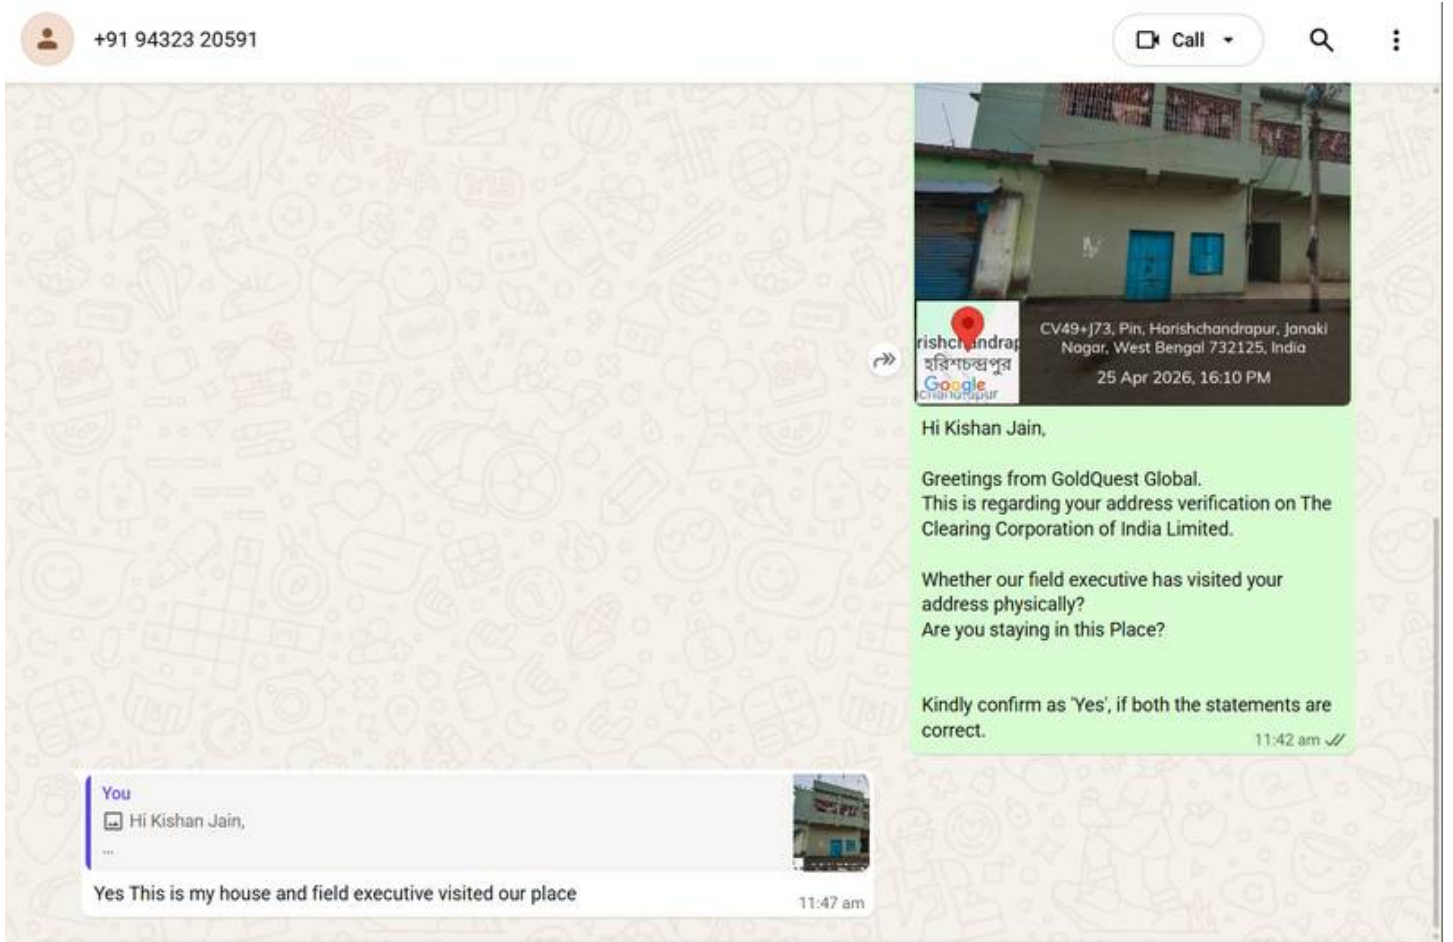 +91 94323 20591
Call
rishchandrap
হরিশচন্দ্রপুর
Google
CV49+J73, Pin, Harishchandrapur, Janaki
Nagar, West Bengal 732125, India
25 Apr 2026, 16:10 PM
Hi Kishan Jain,
Greetings from GoldQuest Global.
This is regarding your address verification on The
Clearing Corporation of India Limited.
Whether our field executive has visited your
address physically?
Are you staying in this Place?
Kindly confirm as 'Yes', if both the statements are
correct.
11:42 am
You
Hi Kishan Jain,
...
Yes This is my house and field executive visited our place
11:47 am